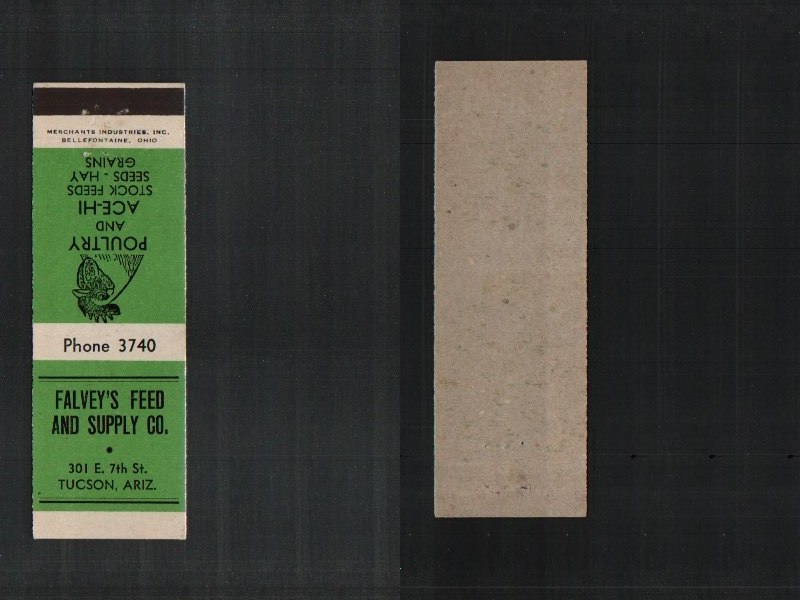 MERCHANTS INDUSTRIES, INC.
BELLEFONTAINE, OHIO
POULTRY
AND
ACE-HI
STOCK FEEDS
SEEDS - HAY
GRAINS
Phone 3740
FALVEY'S FEED
AND SUPPLY CO.
301 E. 7th St.
TUCSON, ARIZ.